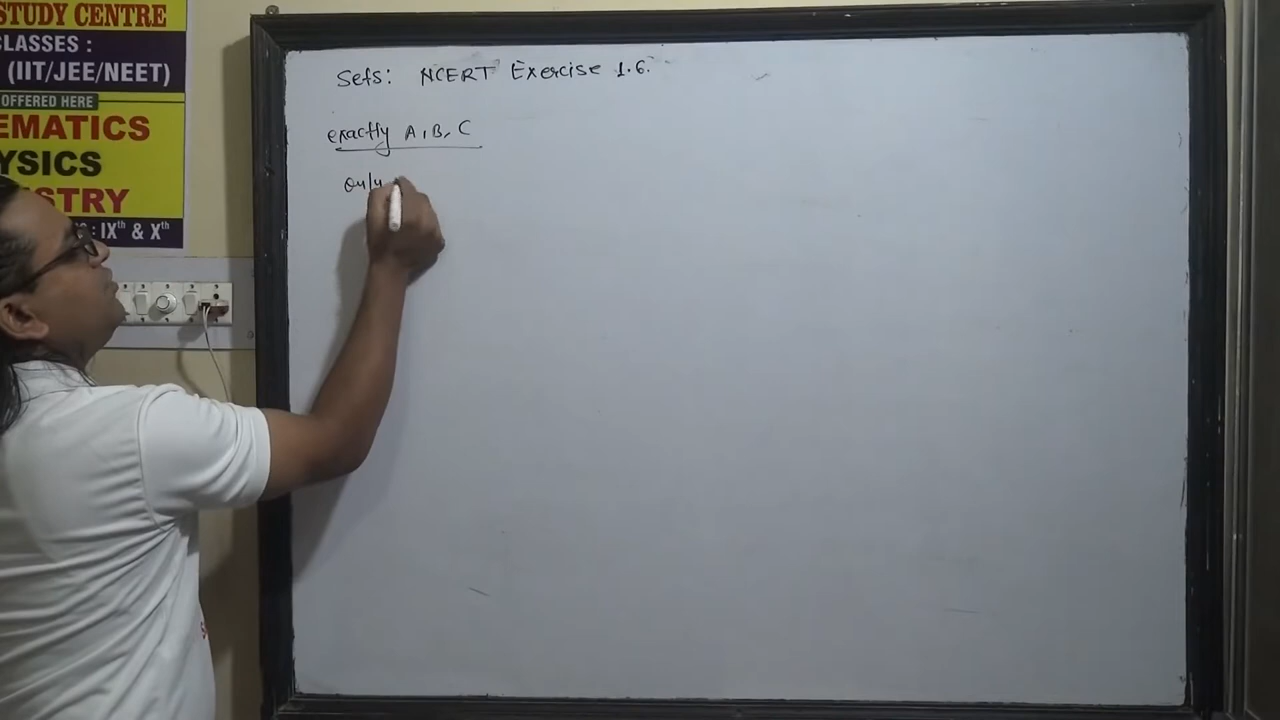 STUDY CENTRE
CLASSES :
(IIT/JEE/NEET)
OFFERED HERE
EMATICS
YSICS
STRY
: IXth & Xth
Sets: NCERT Exercise 1.6.
exactly A, B, C
only